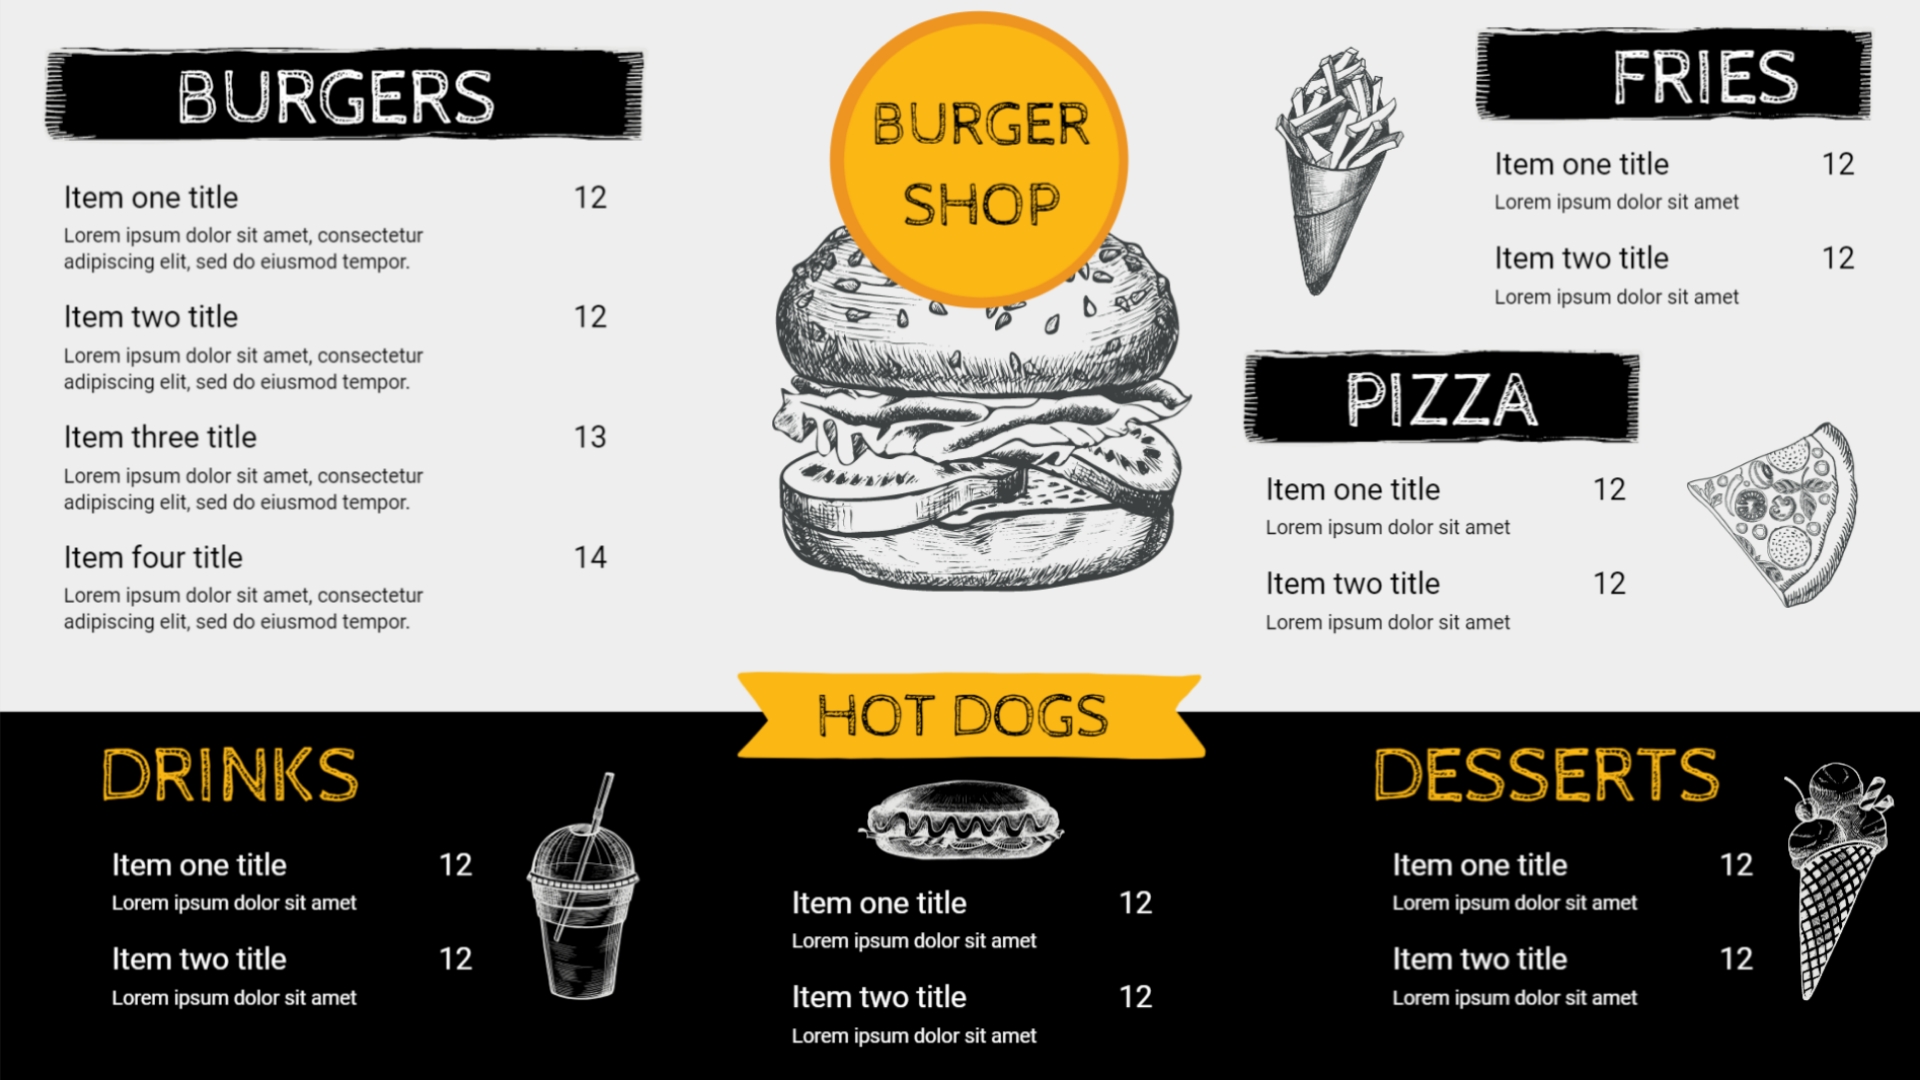 BURGERS
Item one title 12
Lorem ipsum dolor sit amet, consectetur
adipiscing elit, sed do eiusmod tempor.
Item two title 12
Lorem ipsum dolor sit amet, consectetur
adipiscing elit, sed do eiusmod tempor.
Item three title 13
Lorem ipsum dolor sit amet, consectetur
adipiscing elit, sed do eiusmod tempor.
Item four title 14
Lorem ipsum dolor sit amet, consectetur
adipiscing elit, sed do eiusmod tempor.
BURGER
SHOP
FRIES
Item one title 12
Lorem ipsum dolor sit amet
Item two title 12
Lorem ipsum dolor sit amet
PIZZA
Item one title 12
Lorem ipsum dolor sit amet
Item two title 12
Lorem ipsum dolor sit amet
DRINKS
Item one title 12
Lorem ipsum dolor sit amet
Item two title 12
Lorem ipsum dolor sit amet
HOT DOGS
Item one title 12
Lorem ipsum dolor sit amet
Item two title 12
Lorem ipsum dolor sit amet
DESSERTS
Item one title 12
Lorem ipsum dolor sit amet
Item two title 12
Lorem ipsum dolor sit amet